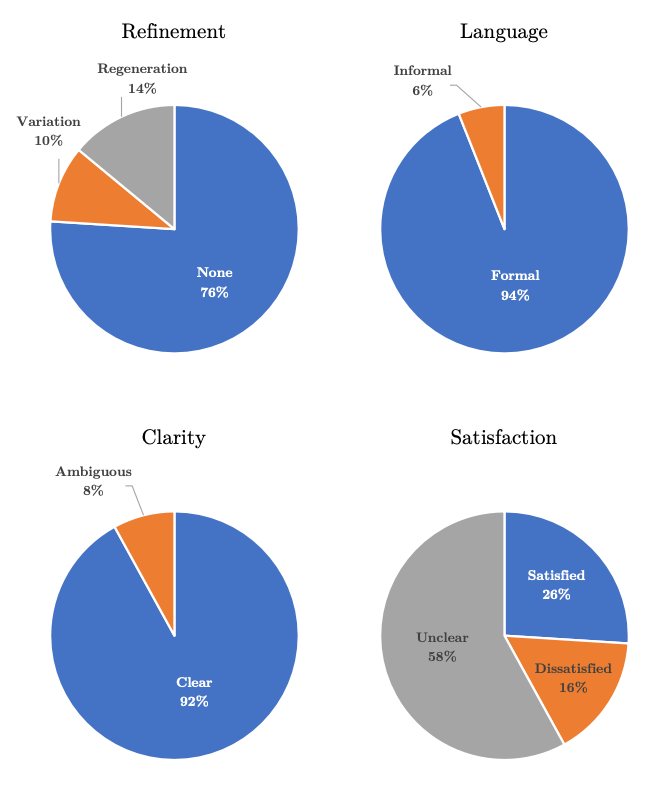 Refinement
Regeneration
14%
Variation
10%
None
76%
Language
Informal
6%
Formal
94%
Clarity
Ambiguous
8%
Clear
92%
Satisfaction
Satisfied
26%
Unclear
58%
Dissatisfied
16%